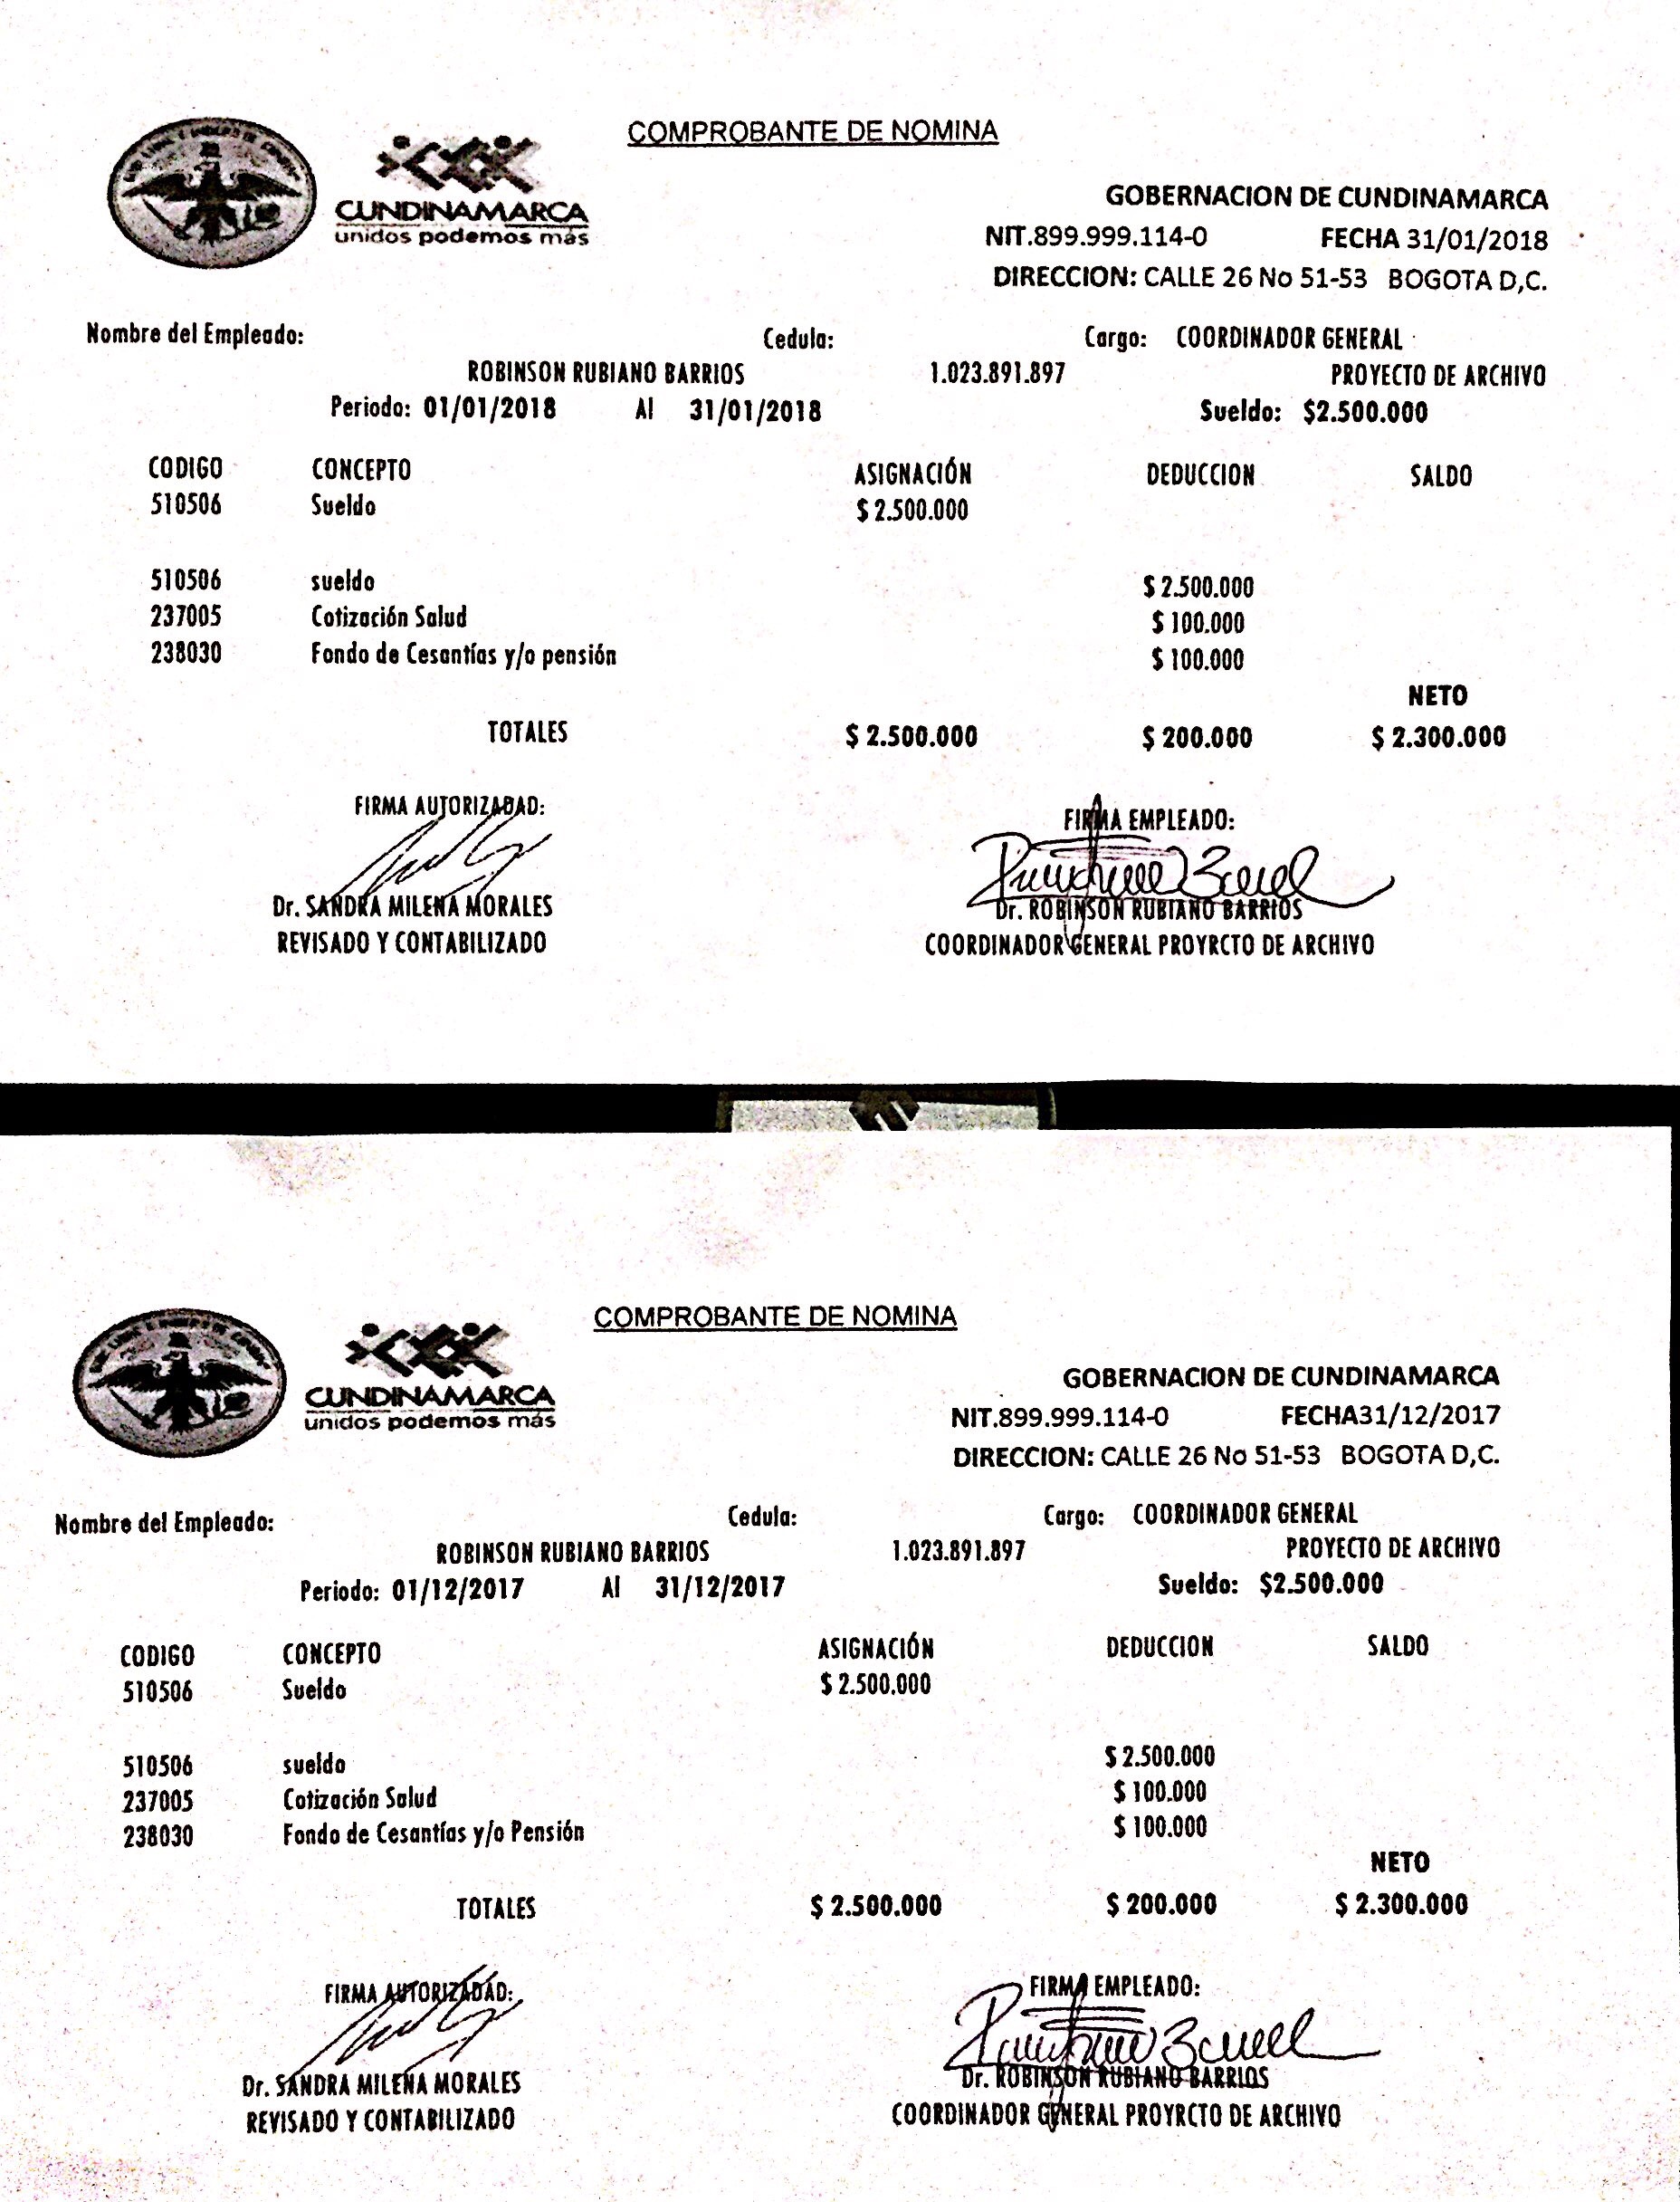 COMPROBANTE DE NOMINA
CUNDINAMARCA
unidos podemos más
GOBERNACION DE CUNDINAMARCA
NIT.899.999.114-0 FECHA 31/01/2018
DIRECCION: CALLE 26 No 51-53 BOGOTA D,C.
Nombre del Empleado: Cedula: Cargo: COORDINADOR GENERAL
ROBINSON RUBIANO BARRIOS 1.023.891.897 PROYECTO DE ARCHIVO
Periodo: 01/01/2018 Al 31/01/2018 Sueldo: $2.500.000
CODIGO CONCEPTO ASIGNACIÓN DEDUCCION SALDO
510506 Sueldo $ 2.500.000
510506 sueldo $ 2.500.000
237005 Cotización Salud $ 100.000
238030 Fondo de Cesantías y/o pensión $ 100.000
NETO
TOTALES $ 2.500.000 $ 200.000 $ 2.300.000
FIRMA AUTORIZADAD: FIRMA EMPLEADO:
Dr. SANDRA MILENA MORALES Dr. ROBINSON RUBIANO BARRIOS
REVISADO Y CONTABILIZADO COORDINADOR GENERAL PROYRCTO DE ARCHIVO
COMPROBANTE DE NOMINA
CUNDINAMARCA
unidos podemos más
GOBERNACION DE CUNDINAMARCA
NIT.899.999.114-0 FECHA31/12/2017
DIRECCION: CALLE 26 No 51-53 BOGOTA D,C.
Nombre del Empleado: Cedula: Cargo: COORDINADOR GENERAL
ROBINSON RUBIANO BARRIOS 1.023.891.897 PROYECTO DE ARCHIVO
Periodo: 01/12/2017 Al 31/12/2017 Sueldo: $2.500.000
CODIGO CONCEPTO ASIGNACIÓN DEDUCCION SALDO
510506 Sueldo $ 2.500.000
510506 sueldo $ 2.500.000
237005 Cotización Salud $ 100.000
238030 Fondo de Cesantías y/o Pensión $ 100.000
NETO
TOTALES $ 2.500.000 $ 200.000 $ 2.300.000
FIRMA AUTORIZADAD: FIRMA EMPLEADO:
Dr. SANDRA MILENA MORALES Dr. ROBINSON RUBIANO BARRIOS
REVISADO Y CONTABILIZADO COORDINADOR GENERAL PROYRCTO DE ARCHIVO